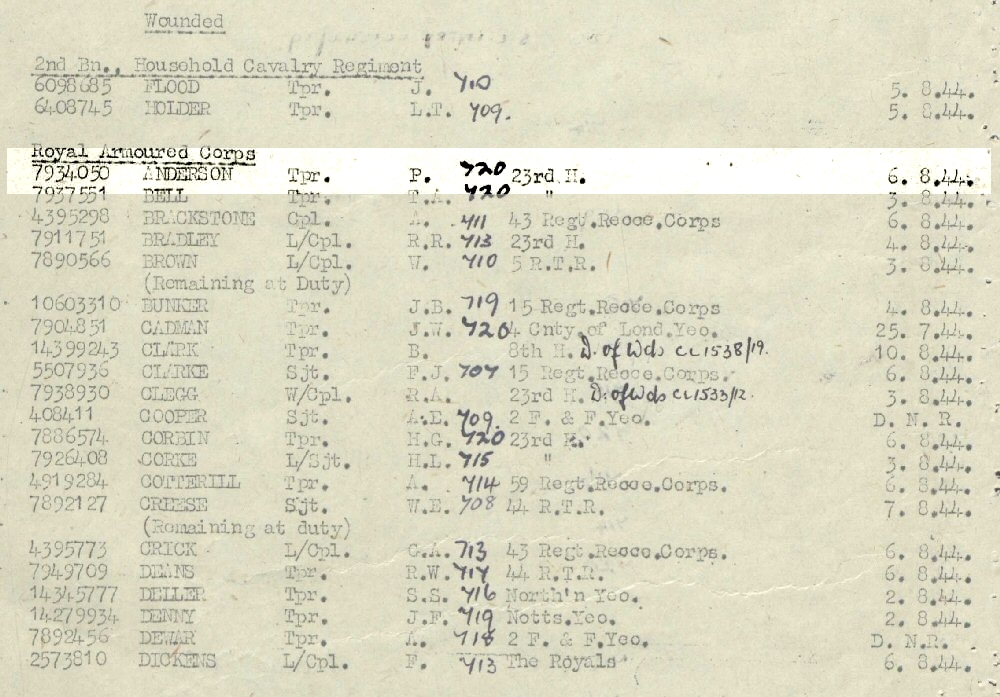 Wounded
2nd Bn., Household Cavalry Regiment
6098685 FLOOD Tpr. J. 710 5. 8.44.
6408745 HOLDER Tpr. L.T. 709. 5. 8.44.
Royal Armoured Corps
7934050 ANDERSON Tpr. P. 720 23rd H. 6. 8.44.
7937551 BELL Tpr. T.A. 720 " 3. 8.44.
4395298 BRACKSTONE Cpl. A. 711 43 Regt.Recce.Corps 6. 8.44.
7911751 BRADLEY L/Cpl. R.R. 713 23rd H. 4. 8.44.
7890566 BROWN L/Cpl. W. 710 5 R.T.R. 3. 8.44.
(Remaining at Duty)
10603310 BUNKER Tpr. J.B. 719 15 Regt.Recce.Corps 4. 8.44.
7904851 CADMAN Tpr. J.W. 720 4 Cnty.of Lond.Yeo. 25. 7.44.
14399243 CLARK Tpr. B. 8th H. D. of Wds CC1538/19. 10. 8.44.
5507936 CLARKE Sjt. F.J. 707 15 Regt.Recce.Corps. 6. 8.44.
7938930 CLEGG W/Cpl. R.A. 23rd H. D. of Wds CC1533/12. 3. 8.44.
408411 COOPER Sjt. A.E. 709. 2 F. & F.Yeo. D. N. R.
7886574 CORBIN Tpr. H.G. 720 23rd H. 6. 8.44.
7926408 CORKE L/Sjt. H.L. 715 " 3. 8.44.
4919284 COTTERILL Tpr. A. 714 59 Regt.Recce.Corps. 6. 8.44.
7892127 CREESE Sjt. W.E. 708 44 R.T.R. 7. 8.44.
(Remaining at duty)
4395773 CRICK L/Cpl. G.A. 713 43 Regt.Recce.Corps. 6. 8.44.
7949709 DEANS Tpr. R.W. 717 44 R.T.R. 6. 8.44.
14345777 DELLER Tpr. S.S. 716 North'n Yeo. 2. 8.44.
14279934 DENNY Tpr. J.F. 719 Notts.Yeo. 2. 8.44.
7892456 DEWAR Tpr. A. 718 2 F. & F.Yeo. D. N.R.
2573810 DICKENS L/Cpl. F. 713 The Royals 6. 8.44.